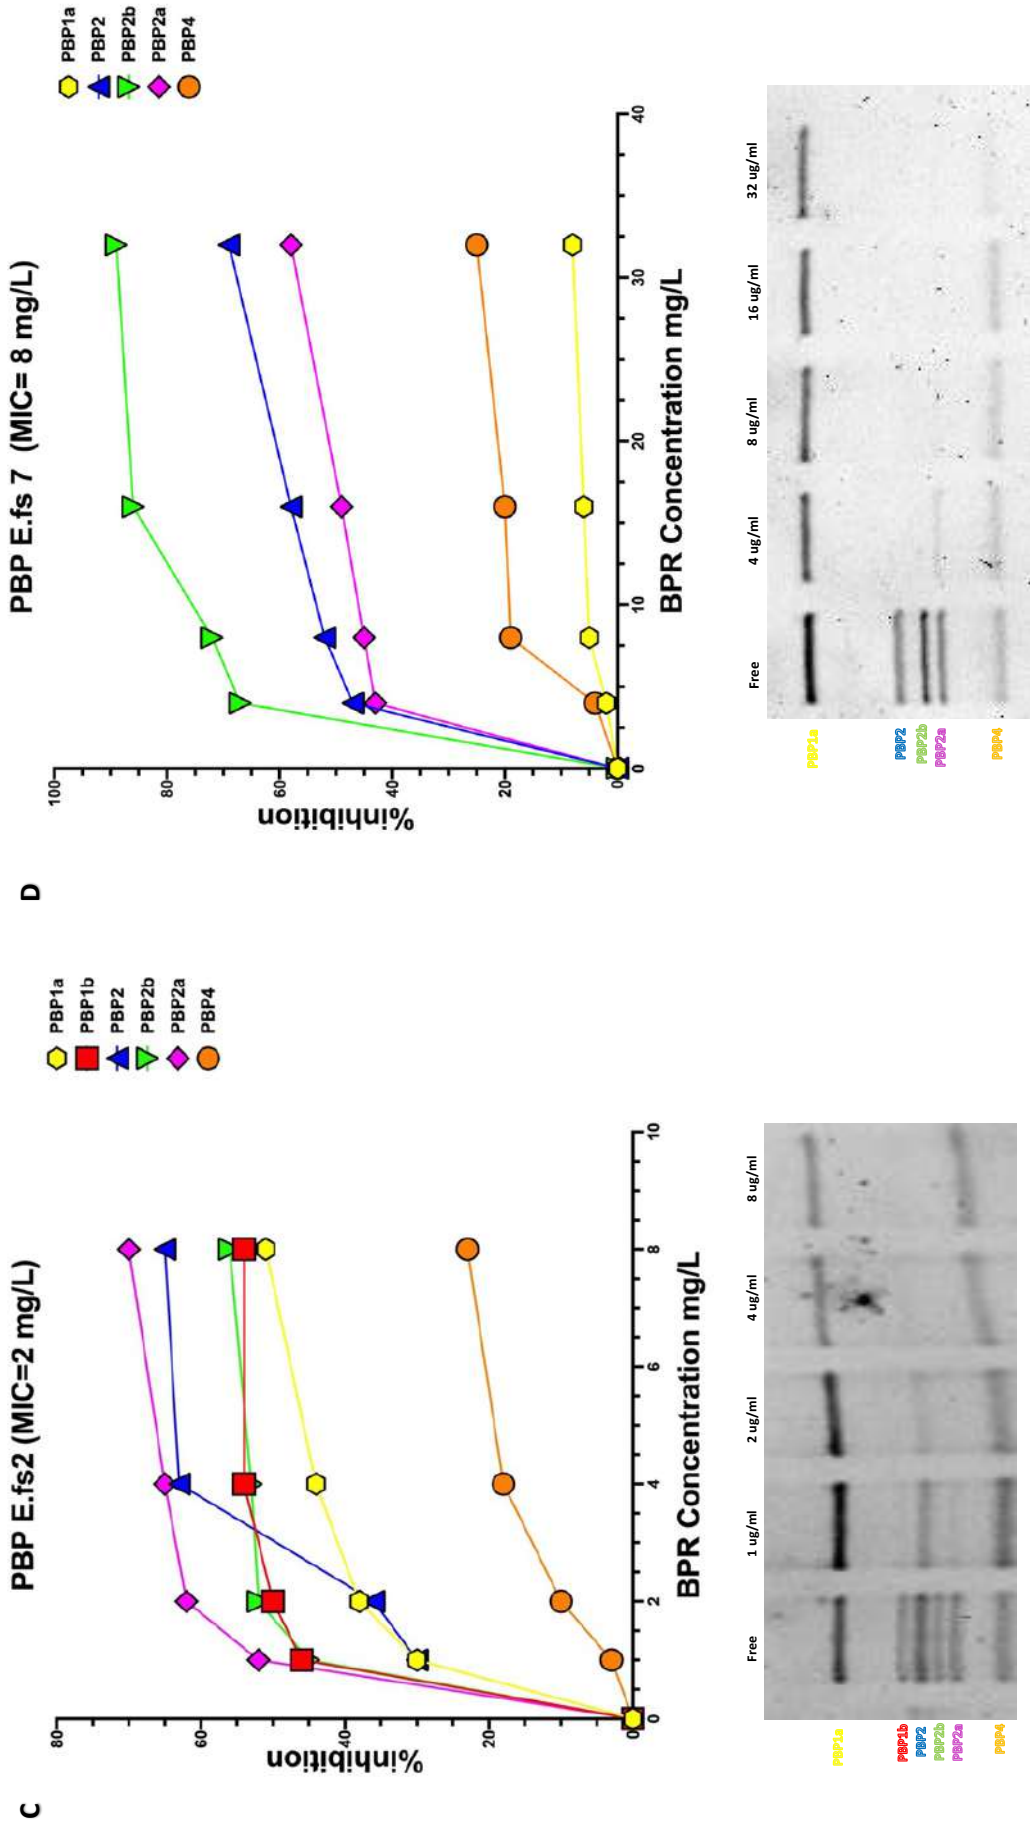 C
PBP E.fs2 (MIC=2 mg/L)
%inhibition
80
60
40
20
0
0
2
4
6
8
10
BPR Concentration mg/L
PBP1a
PBP1b
PBP2
PBP2b
PBP2a
PBP4
Free
1 ug/ml
2 ug/ml
4 ug/ml
8 ug/ml
PBP1a
PBP1b
PBP2
PBP2b
PBP2a
PBP4
D
PBP E.fs 7 (MIC= 8 mg/L)
%inhibition
100
80
60
40
20
0
0
10
20
30
40
BPR Concentration mg/L
PBP1a
PBP2
PBP2b
PBP2a
PBP4
Free
4 ug/ml
8 ug/ml
16 ug/ml
32 ug/ml
PBP1a
PBP2
PBP2b
PBP2a
PBP4